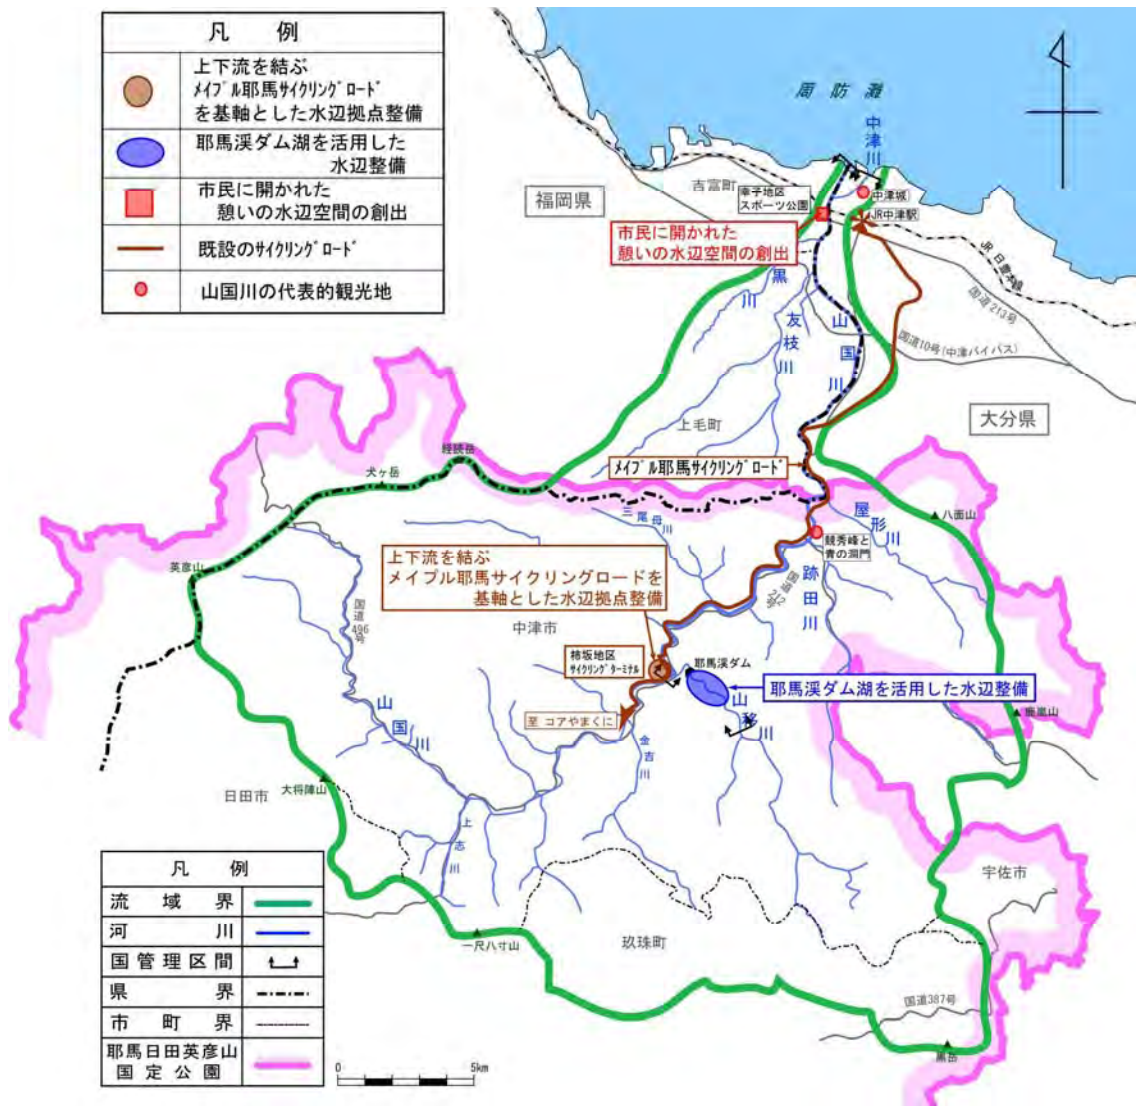 凡 例
上下流を結ぶ
ﾒｲﾌﾟﾙ耶馬ｻｲｸﾘﾝｸﾞﾛｰﾄﾞ
を基軸とした水辺拠点整備
耶馬渓ダム湖を活用した
水辺整備
市民に開かれた
憩いの水辺空間の創出
既設のｻｲｸﾘﾝｸﾞﾛｰﾄﾞ
山国川の代表的観光地
周防灘
中津川
吉富町
福岡県
幸子地区
スポーツ公園
中津城
JR中津駅
市民に開かれた
憩いの水辺空間の創出
JR日豊本線
国道213号
国道10号(中津バイパス)
黒川
友枝川
山国川
上毛町
大分県
ﾒｲﾌﾟﾙ耶馬ｻｲｸﾘﾝｸﾞﾛｰﾄﾞ
経読岳
犬ヶ岳
英彦山
三尾母川
屋形川
八面山
競秀峰と
青の洞門
跡田川
国道212号
上下流を結ぶ
メイプル耶馬サイクリングロードを
基軸とした水辺拠点整備
国道496号
中津市
柿坂地区
ｻｲｸﾘﾝｸﾞﾀｰﾐﾅﾙ
耶馬渓ダム
耶馬渓ダム湖を活用した水辺整備
至 コアやまくに
山移川
金吉川
山国川
鹿嵐山
日田市
大将陣山
上志川
一尺八寸山
玖珠町
宇佐市
国道387号
黒岳
凡 例
流域界
河川
国管理区間
県界
市町界
耶馬日田英彦山
国定公園
0 5km